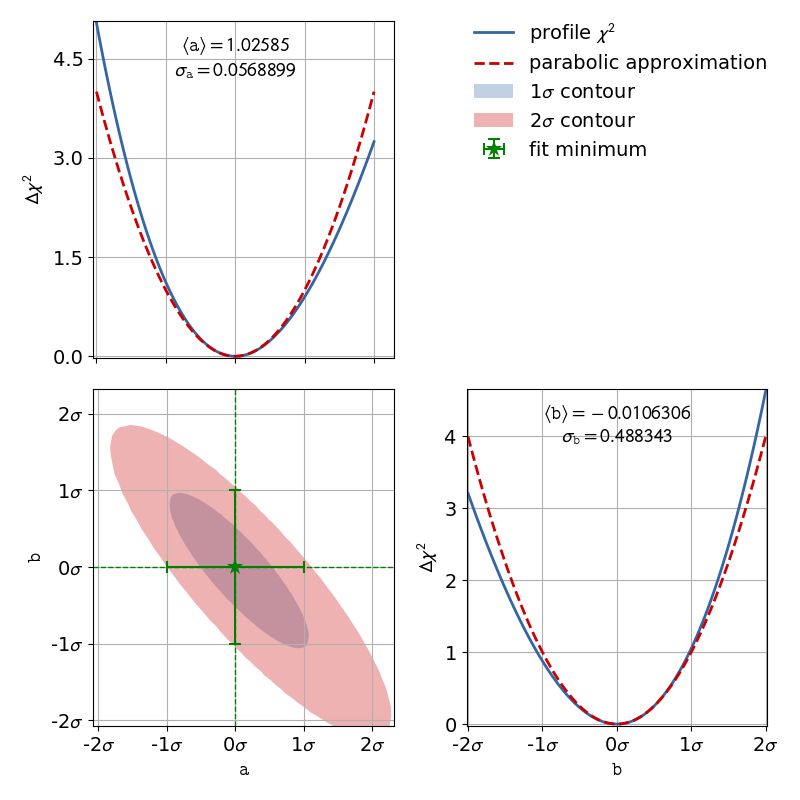 ⟨a⟩ = 1.02585
σa = 0.0568899
4.5
3.0
1.5
0.0
Δχ²
profile χ²
parabolic approximation
1σ contour
2σ contour
fit minimum
2σ
1σ
0σ
-1σ
-2σ
b
-2σ -1σ 0σ 1σ 2σ
a
⟨b⟩ = −0.0106306
σb = 0.488343
4
3
2
1
0
Δχ²
-2σ -1σ 0σ 1σ 2σ
b